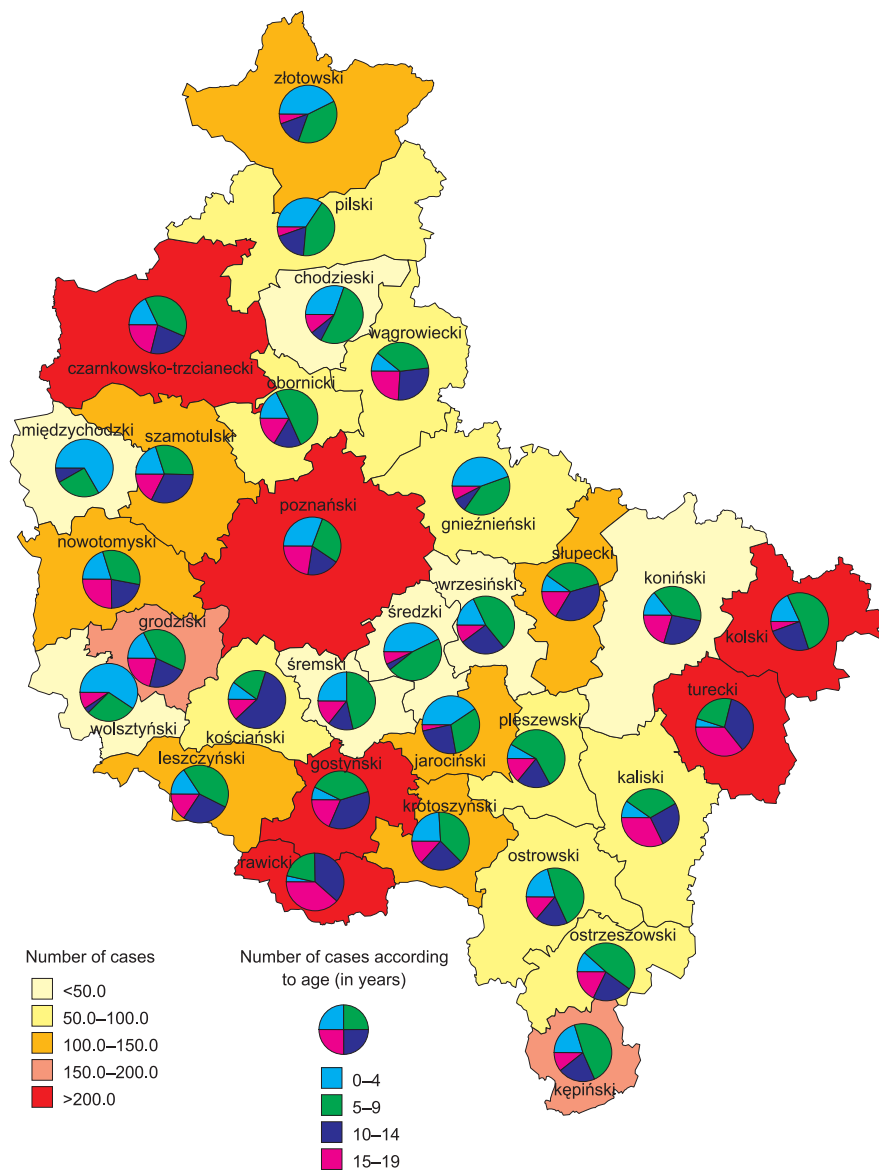 złotowski
pilski
chodzieski
wągrowiecki
czarnkowsko-trzcianecki
obornicki
międzychodzki
szamotulski
poznański
gnieźnieński
nowotomyski
słupecki
wrzesiński
koniński
średzki
grodziski
kolski
śremski
turecki
wolsztyński
kościański
pleszewski
leszczyński
gostyński
jarociński
kaliski
krotoszyński
rawicki
ostrowski
ostrzeszowski
kępiński
Number of cases
<50.0
50.0–100.0
100.0–150.0
150.0–200.0
>200.0
Number of cases according
to age (in years)
0–4
5–9
10–14
15–19